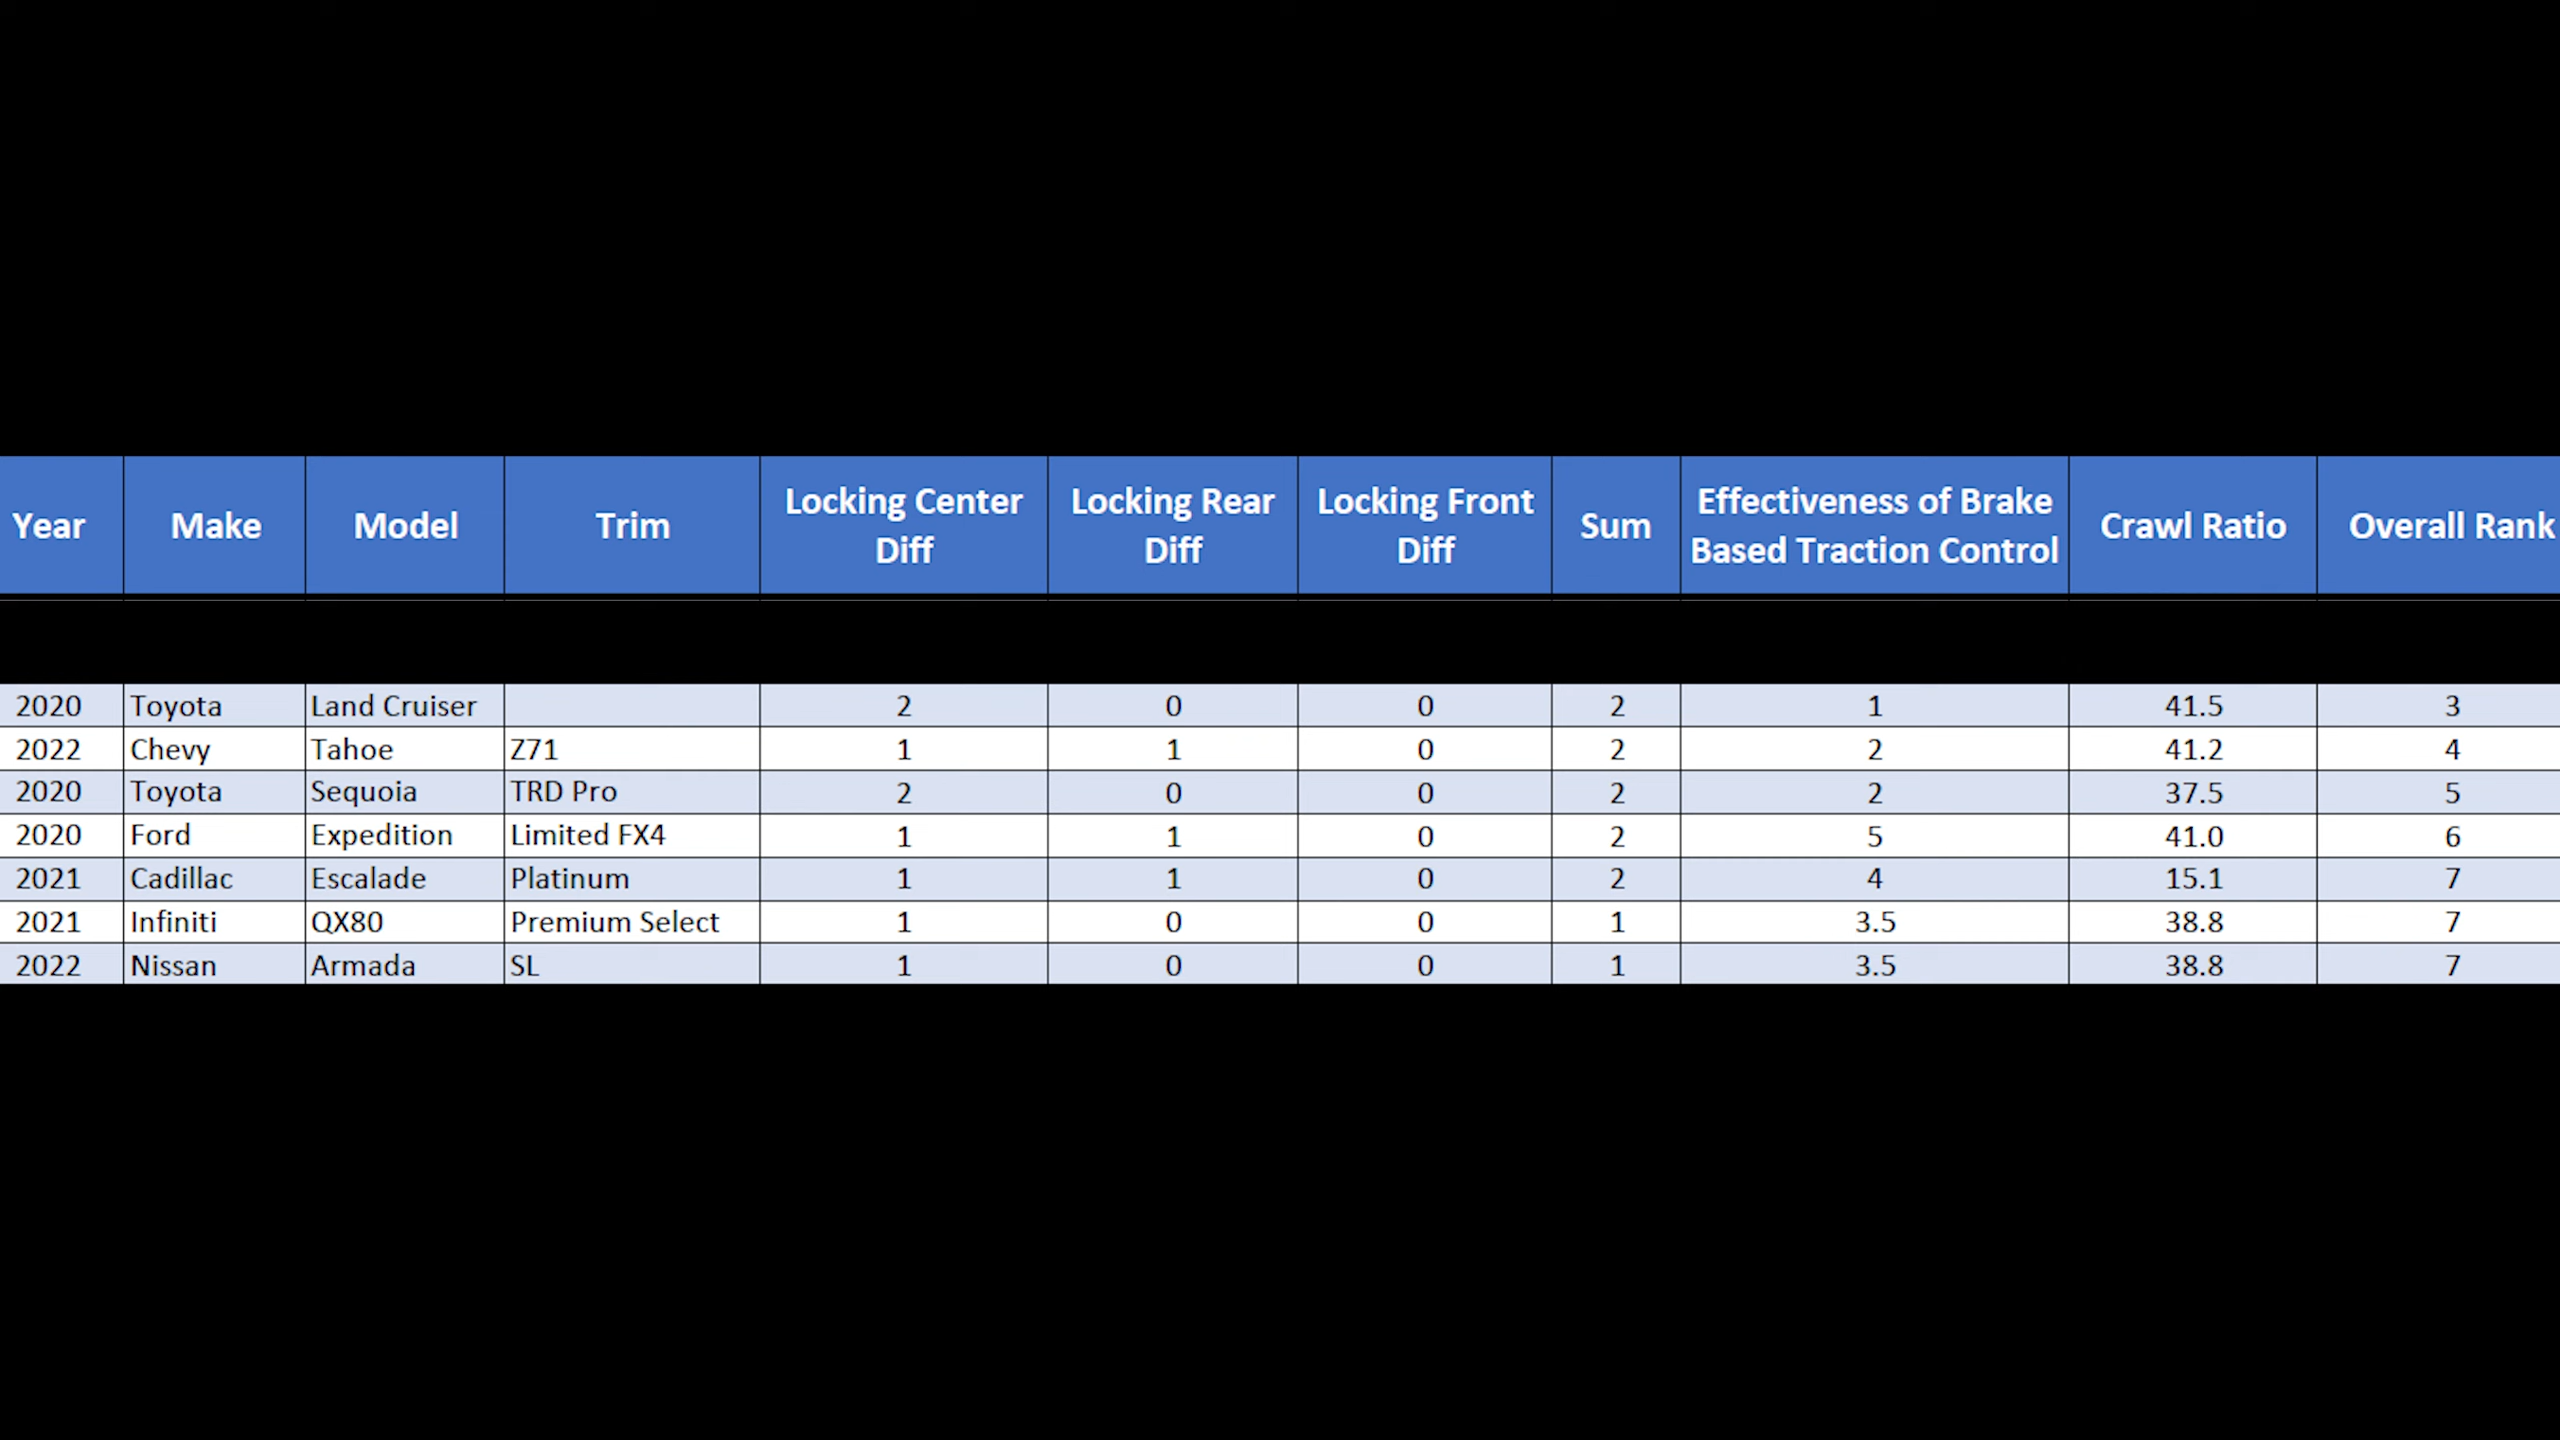 Year Make Model Trim Locking Center Diff Locking Rear Diff Locking Front Diff Sum Effectiveness of Brake Based Traction Control Crawl Ratio Overall Rank
2020 Toyota Land Cruiser 2 0 0 2 1 41.5 3
2022 Chevy Tahoe Z71 1 1 0 2 2 41.2 4
2020 Toyota Sequoia TRD Pro 2 0 0 2 2 37.5 5
2020 Ford Expedition Limited FX4 1 1 0 2 5 41.0 6
2021 Cadillac Escalade Platinum 1 1 0 2 4 15.1 7
2021 Infiniti QX80 Premium Select 1 0 0 1 3.5 38.8 7
2022 Nissan Armada SL 1 0 0 1 3.5 38.8 7